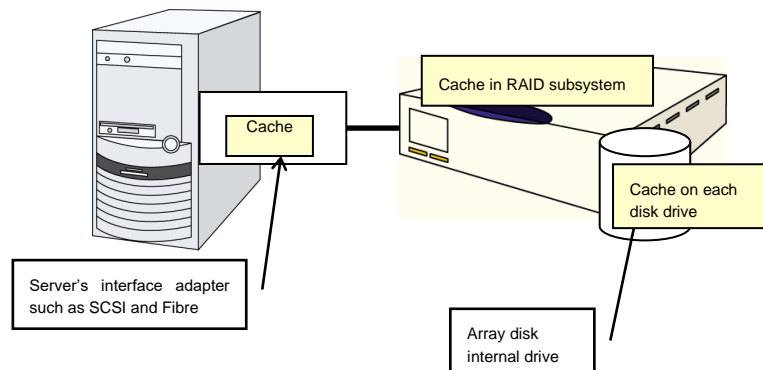 Cache in RAID subsystem
Cache
Cache on each
disk drive
Server's interface adapter
such as SCSI and Fibre
Array disk
internal drive